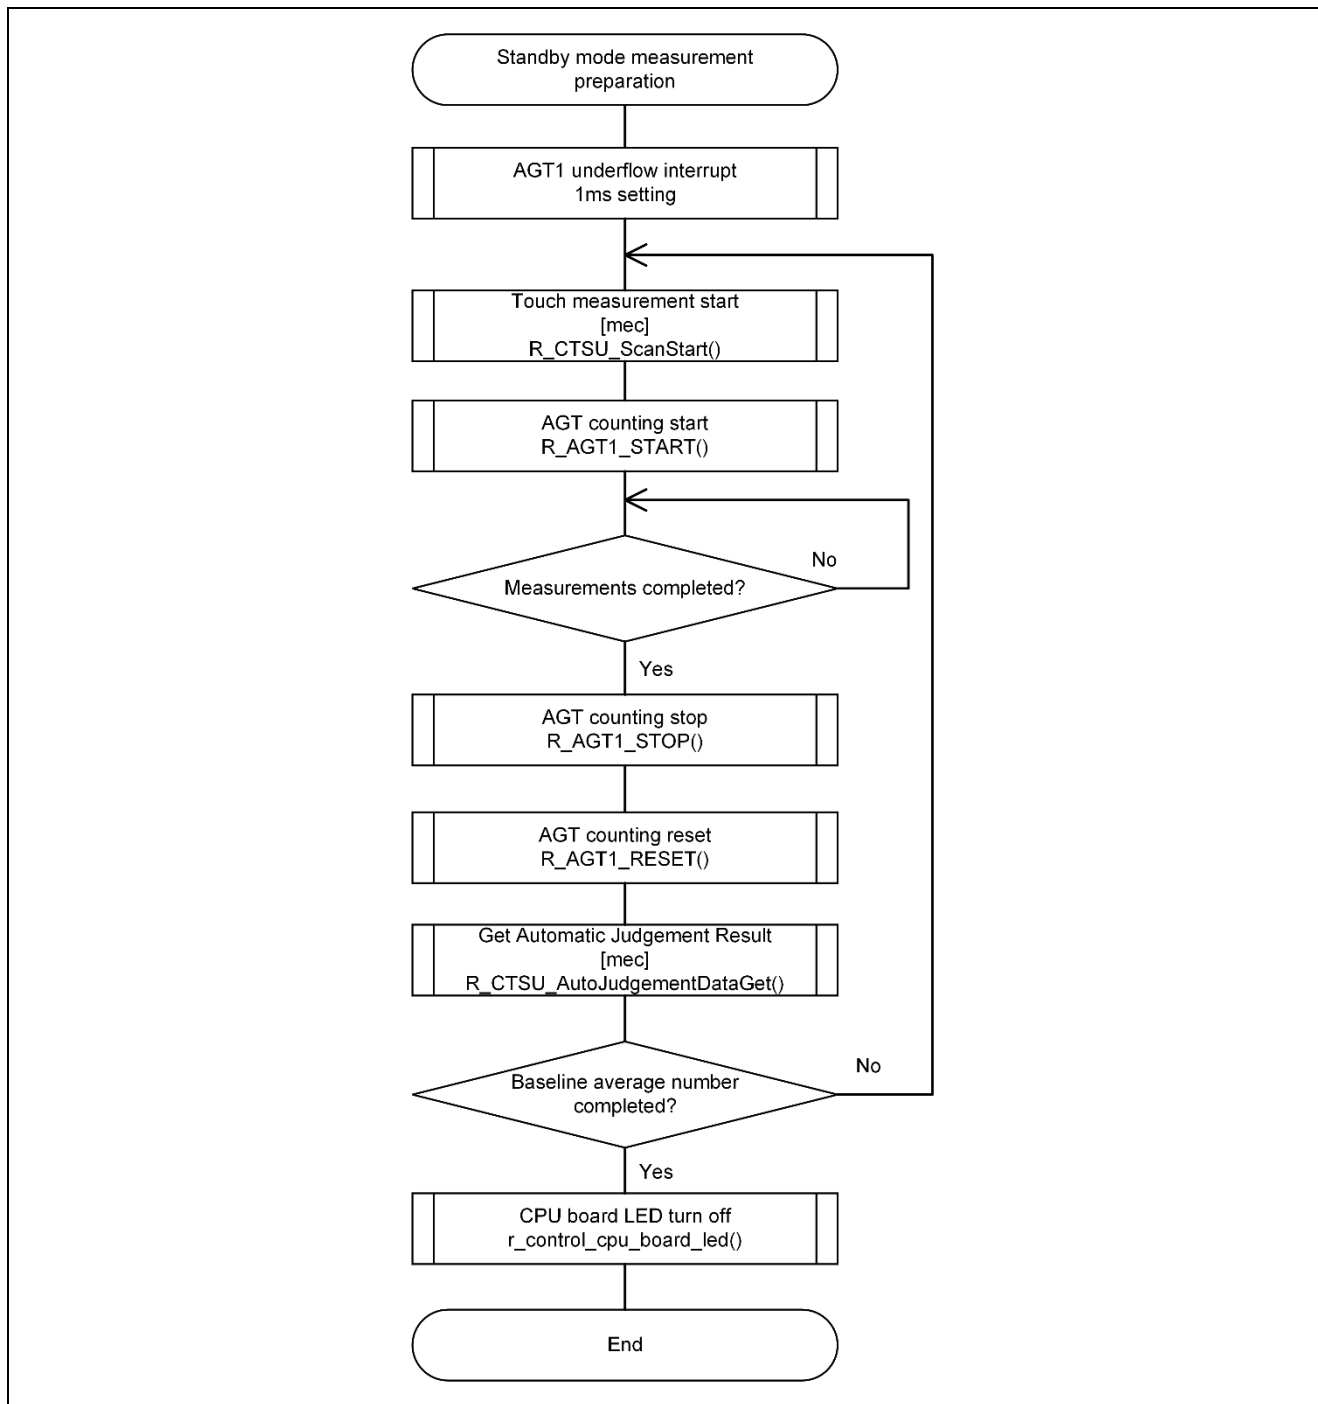 Standby mode measurement
preparation
AGT1 underflow interrupt
1ms setting
Touch measurement start
[mec]
R_CTSU_ScanStart()
AGT counting start
R_AGT1_START()
No
Measurements completed?
Yes
AGT counting stop
R_AGT1_STOP()
AGT counting reset
R_AGT1_RESET()
Get Automatic Judgement Result
[mec]
R_CTSU_AutoJudgementDataGet()
No
Baseline average number
completed?
Yes
CPU board LED turn off
r_control_cpu_board_led()
End